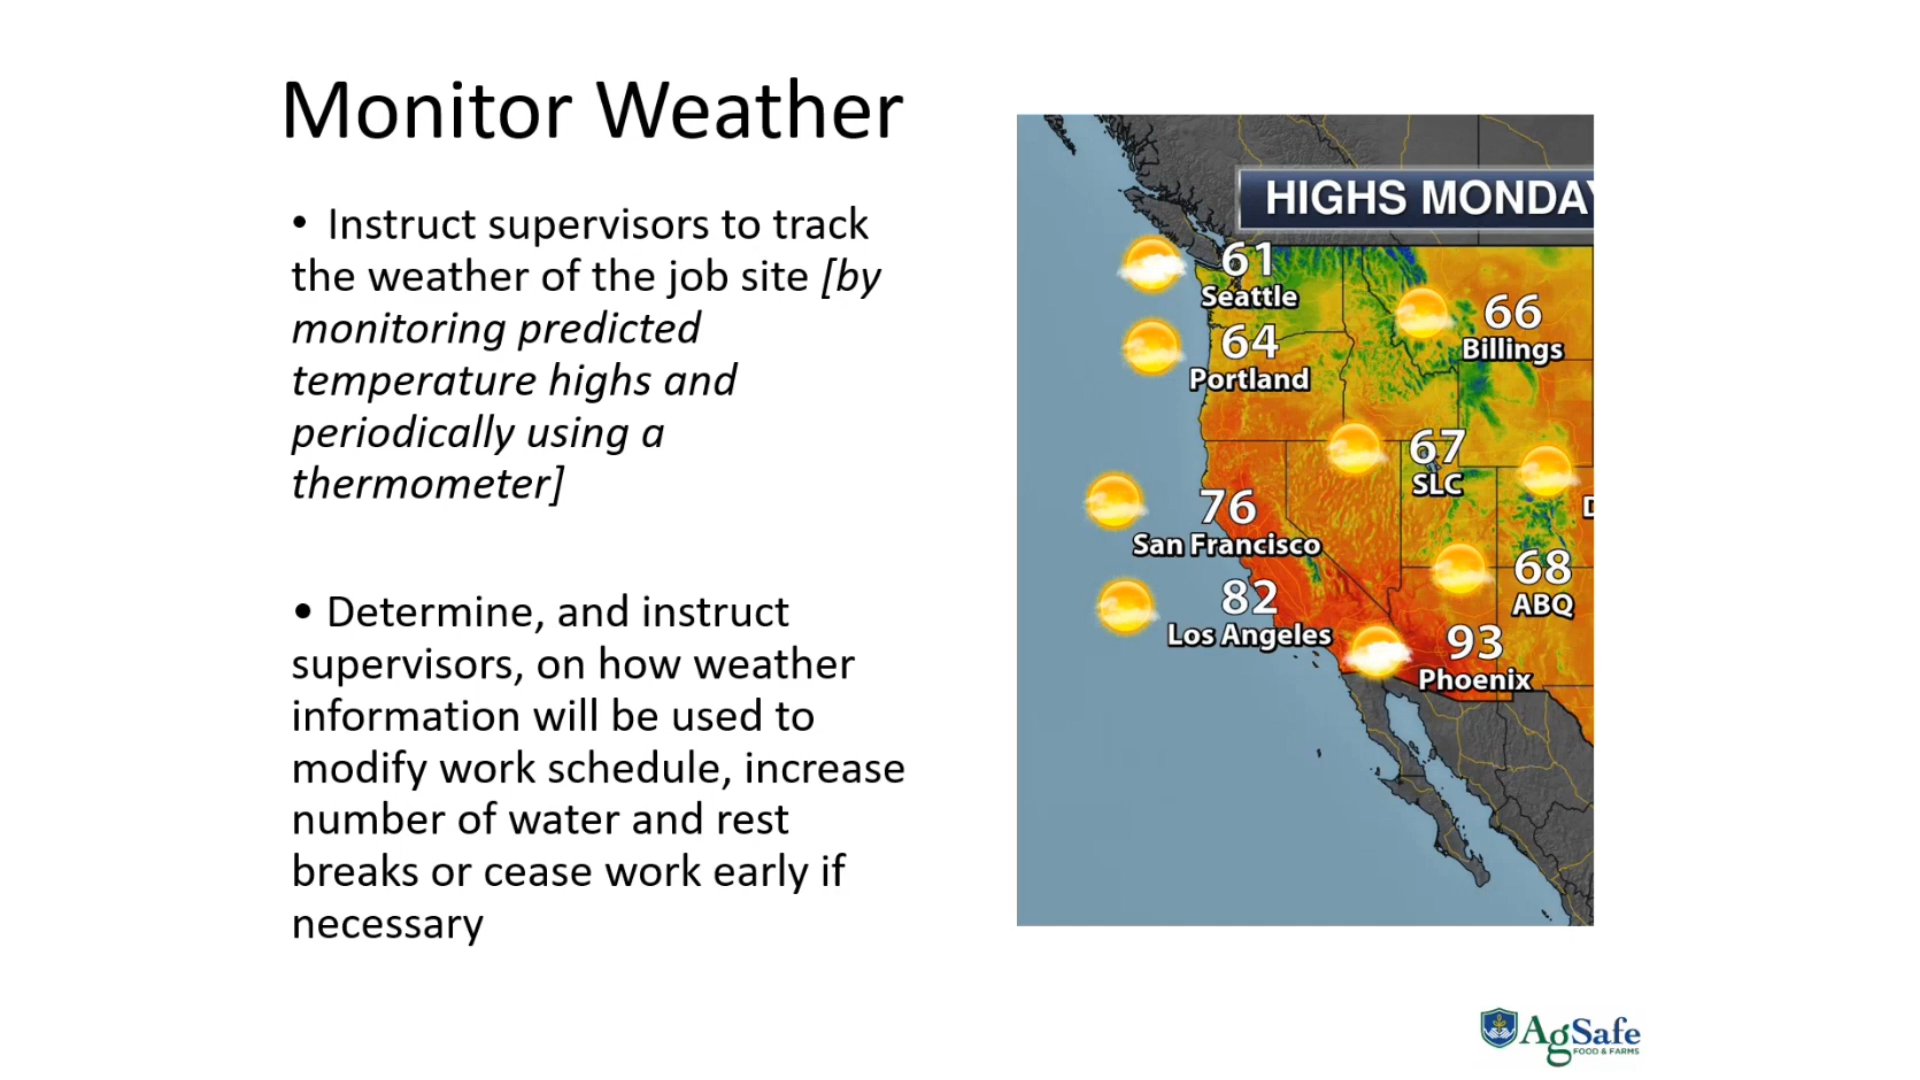 Monitor Weather
• Instruct supervisors to track
the weather of the job site [by
monitoring predicted
temperature highs and
periodically using a
thermometer]
• Determine, and instruct
supervisors, on how weather
information will be used to
modify work schedule, increase
number of water and rest
breaks or cease work early if
necessary
HIGHS MONDAY
61
Seattle
66
Billings
64
Portland
67
SLC
76
San Francisco
68
ABQ
82
Los Angeles
93
Phoenix
AgSafe
FOOD & FARMS